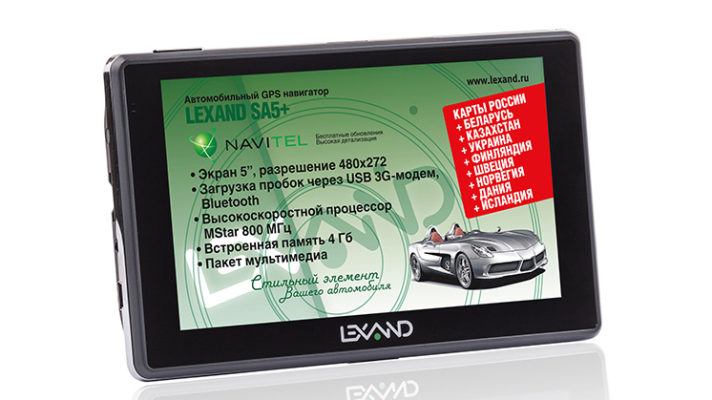 www.lexand.ru
Автомобильный GPS навигатор
LEXAND SA5+
NAVITEL
Бесплатные обновления
Высокая детализация
• Экран 5", разрешение 480x272
• Загрузка пробок через USB 3G-модем,
Bluetooth
• Высокоскоростной процессор
MStar 800 МГц
• Встроенная память 4 Гб
• Пакет мультимедиа
Стильный элемент
Вашего автомобиля
КАРТЫ РОССИИ
+ БЕЛАРУСЬ
+ КАЗАХСТАН
+ УКРАИНА
+ ФИНЛЯНДИЯ
+ ШВЕЦИЯ
+ НОРВЕГИЯ
+ ДАНИЯ
+ ИСЛАНДИЯ
LEXAND
LEXAND